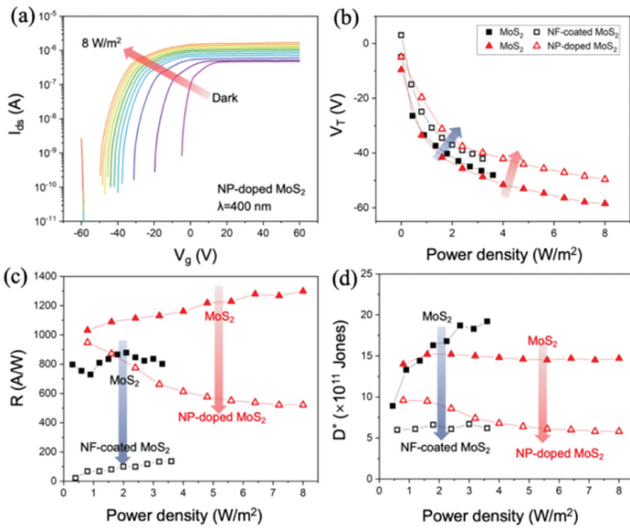 (a)
8 W/m²
Dark
NP-doped MoS₂
λ=400 nm
10⁻⁵
10⁻⁶
10⁻⁷
10⁻⁸
10⁻⁹
10⁻¹⁰
10⁻¹¹
I_ds (A)
-60 -40 -20 0 20 40 60
V_g (V)
(b)
MoS₂ NF-coated MoS₂
MoS₂ NP-doped MoS₂
0
-20
-40
-60
V_T (V)
0 2 4 6 8
Power density (W/m²)
(c)
1400
1200
1000
800
600
400
200
0
R (A/W)
MoS₂
MoS₂
NP-doped MoS₂
NF-coated MoS₂
0 1 2 3 4 5 6 7 8
Power density (W/m²)
(d)
25
20
15
10
5
0
D* (×10¹¹ Jones)
MoS₂
MoS₂
NF-coated MoS₂
NP-doped MoS₂
0 2 4 6 8
Power density (W/m²)